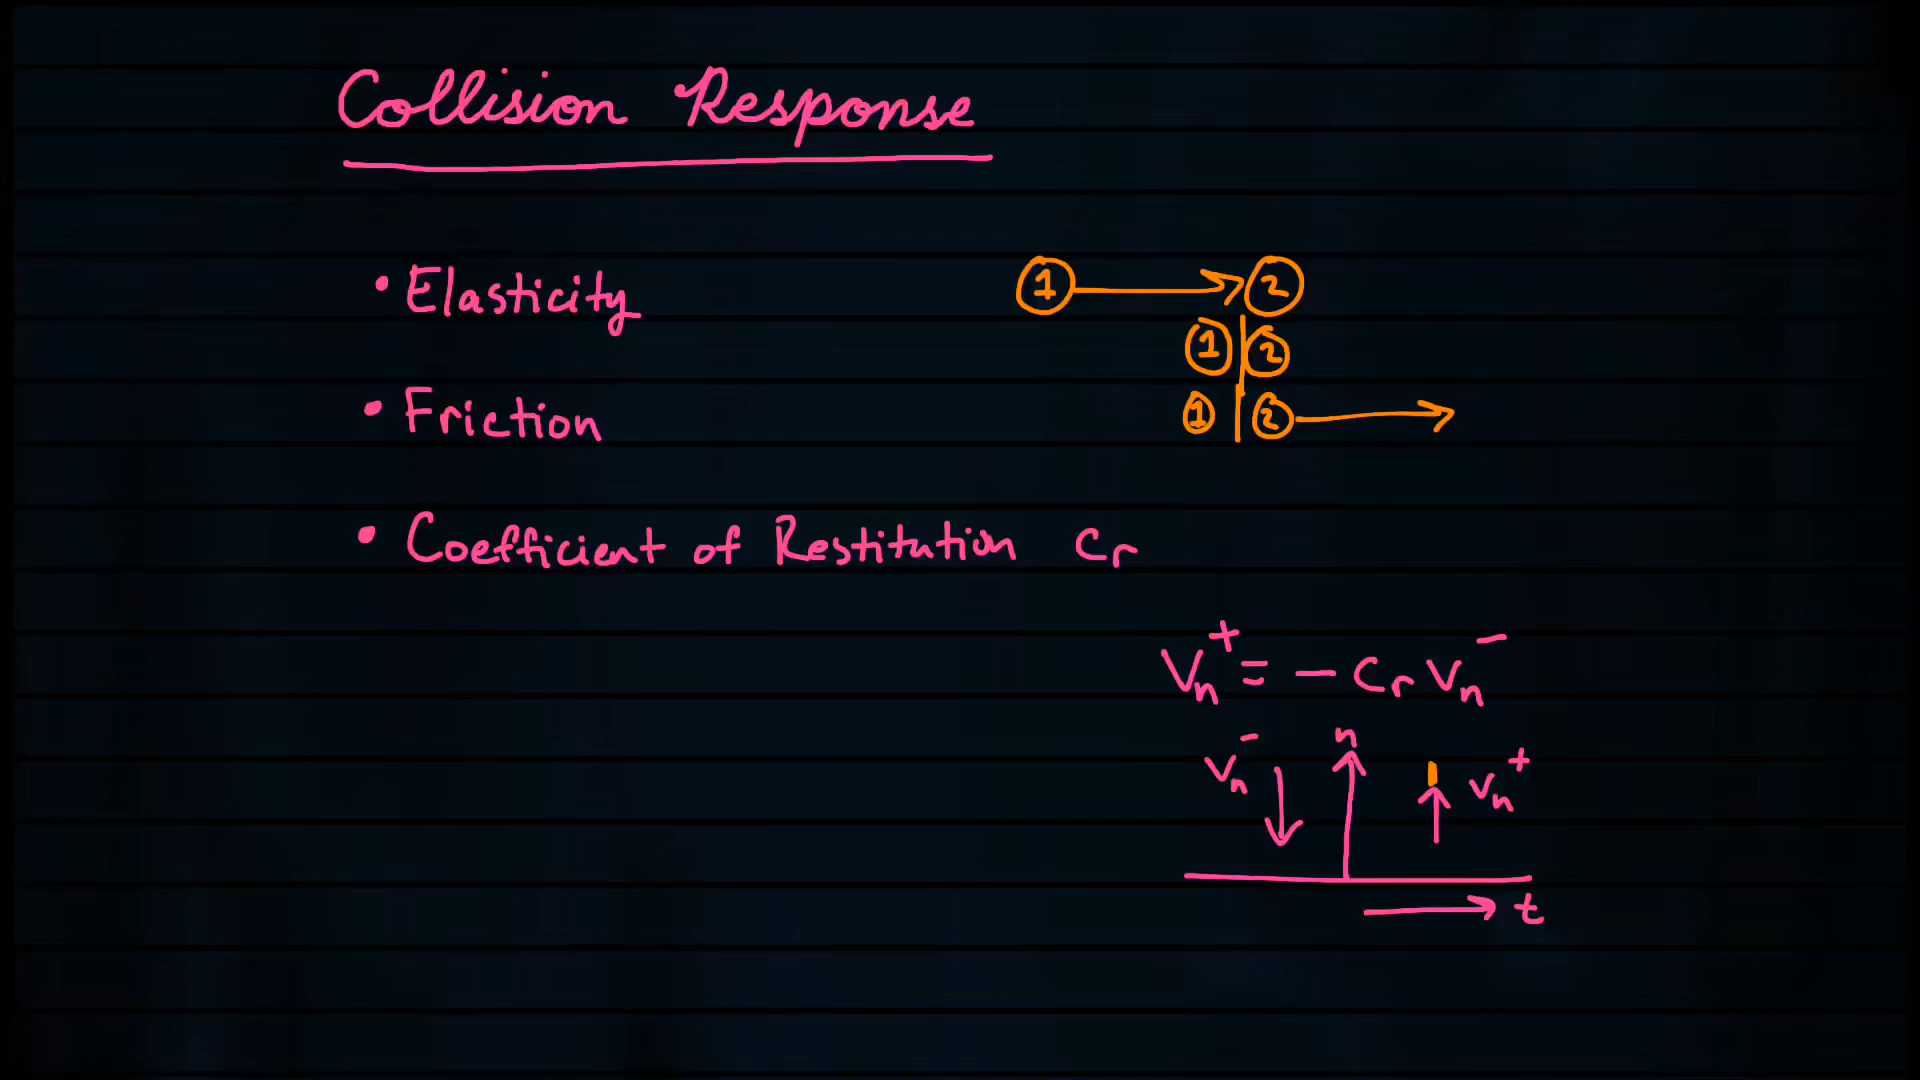 Collision Response
• Elasticity
1 2
1 2
• Friction
1 2
• Coefficient of Restitution Cr
Vn⁺ = - Cr Vn⁻
Vn⁻ n Vn⁺
t